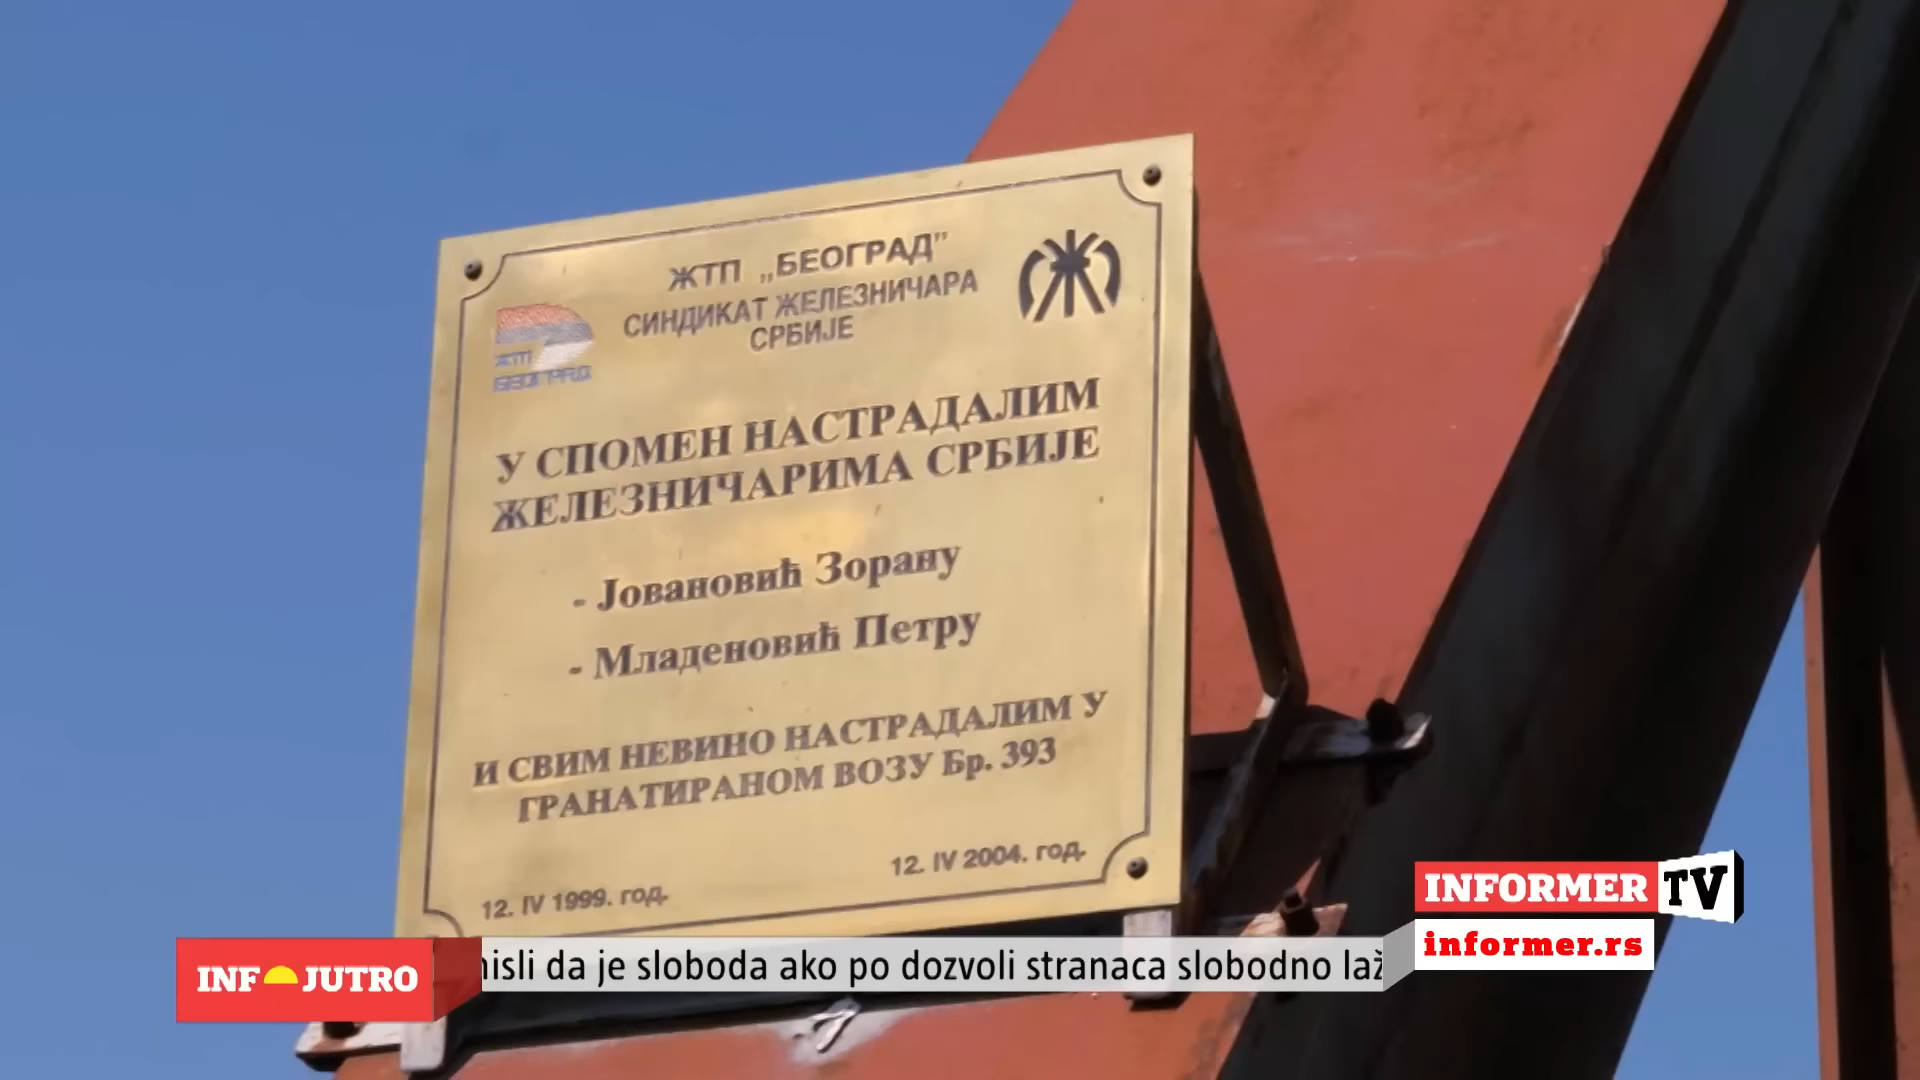 ЖТП „БЕОГРАД”
СИНДИКАТ ЖЕЛЕЗНИЧАРА
СРБИЈЕ
ЖТП
БЕОГРАД
У СПОМЕН НАСТРАДАЛИМ
ЖЕЛЕЗНИЧАРИМА СРБИЈЕ
- Јовановић Зорану
- Младеновић Петру
И СВИМ НЕВИНО НАСТРАДАЛИМ У
ГРАНАТИРАНОМ ВОЗУ Бр. 393
12. IV 1999. год.
12. IV 2004. год.
INFORMER TV
informer.rs
INF JUTRO
da je sloboda ako po dozvoli stranaca slobodno